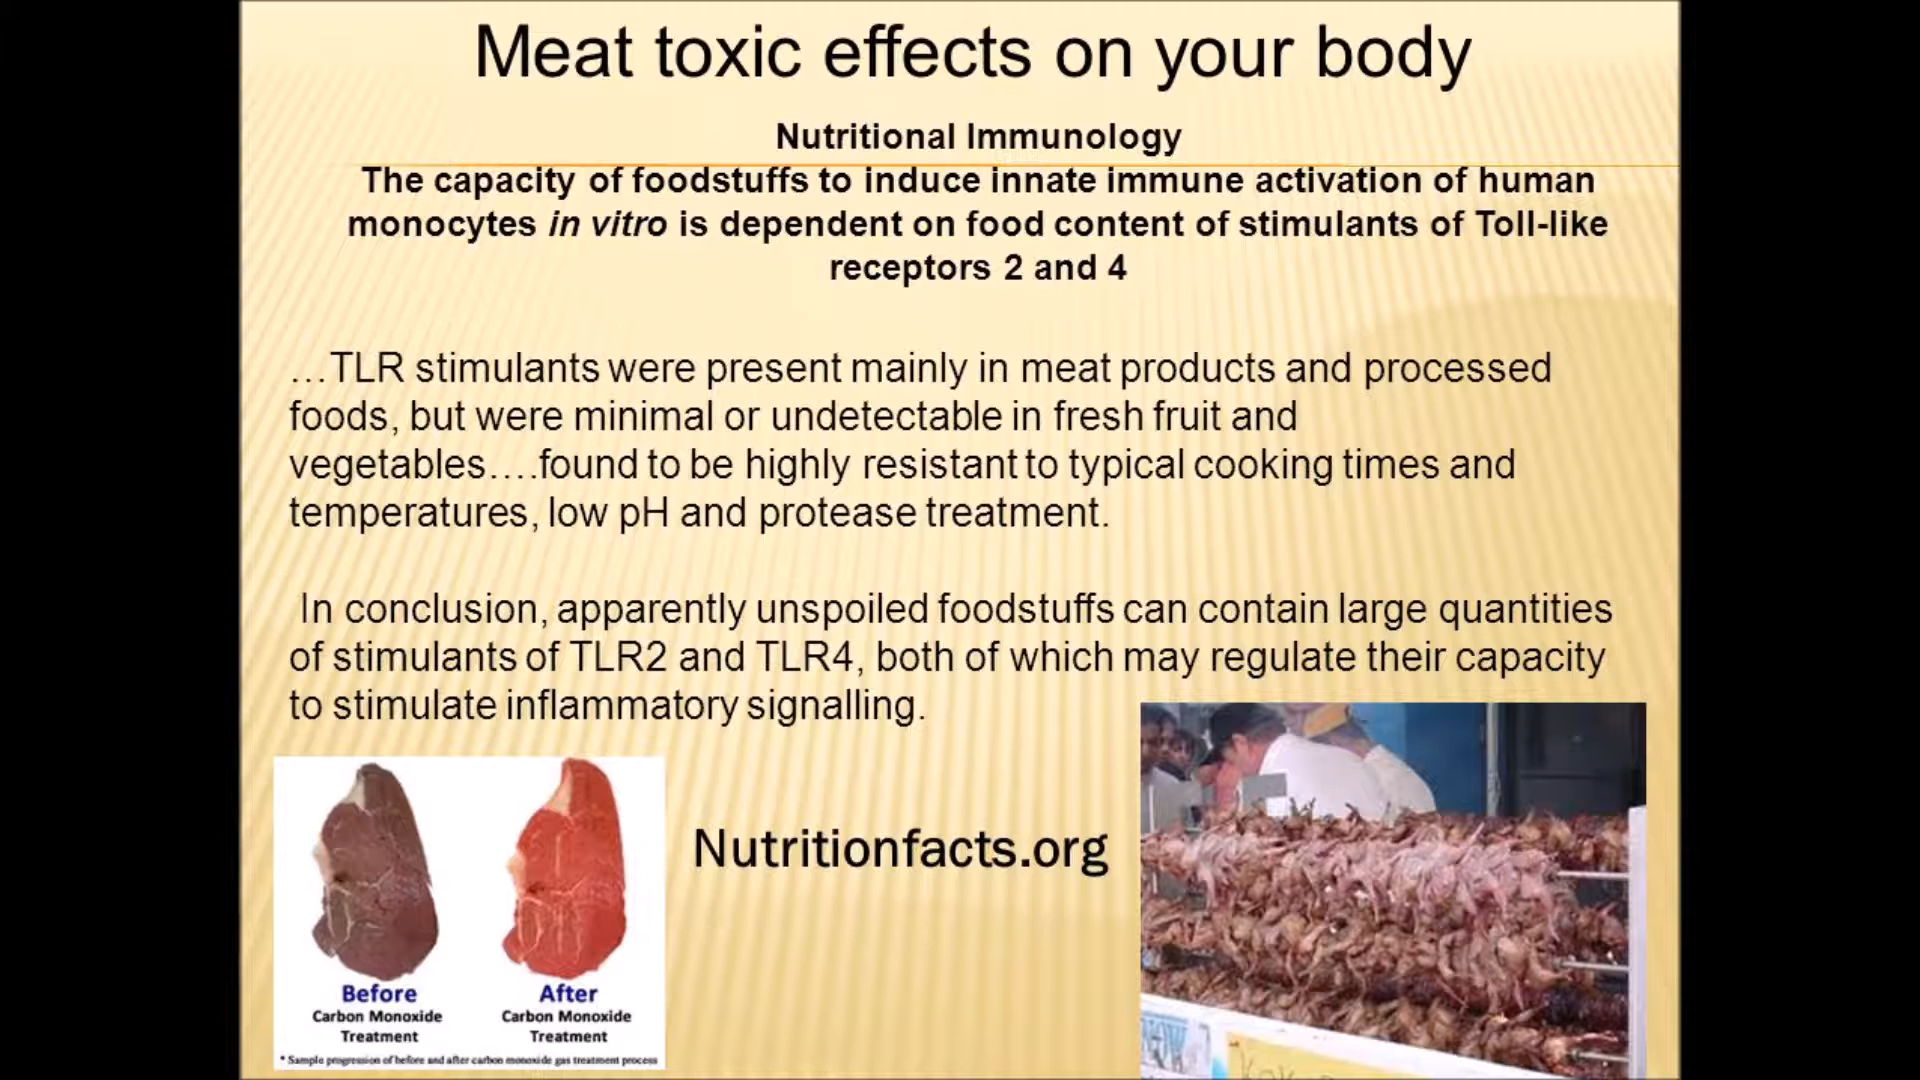 Meat toxic effects on your body
Nutritional Immunology
The capacity of foodstuffs to induce innate immune activation of human
monocytes in vitro is dependent on food content of stimulants of Toll-like
receptors 2 and 4
…TLR stimulants were present mainly in meat products and processed
foods, but were minimal or undetectable in fresh fruit and
vegetables….found to be highly resistant to typical cooking times and
temperatures, low pH and protease treatment.
In conclusion, apparently unspoiled foodstuffs can contain large quantities
of stimulants of TLR2 and TLR4, both of which may regulate their capacity
to stimulate inflammatory signalling.
Before
Carbon Monoxide
Treatment
After
Carbon Monoxide
Treatment
* Sample progression of before and after carbon monoxide gas treatment process
Nutritionfacts.org